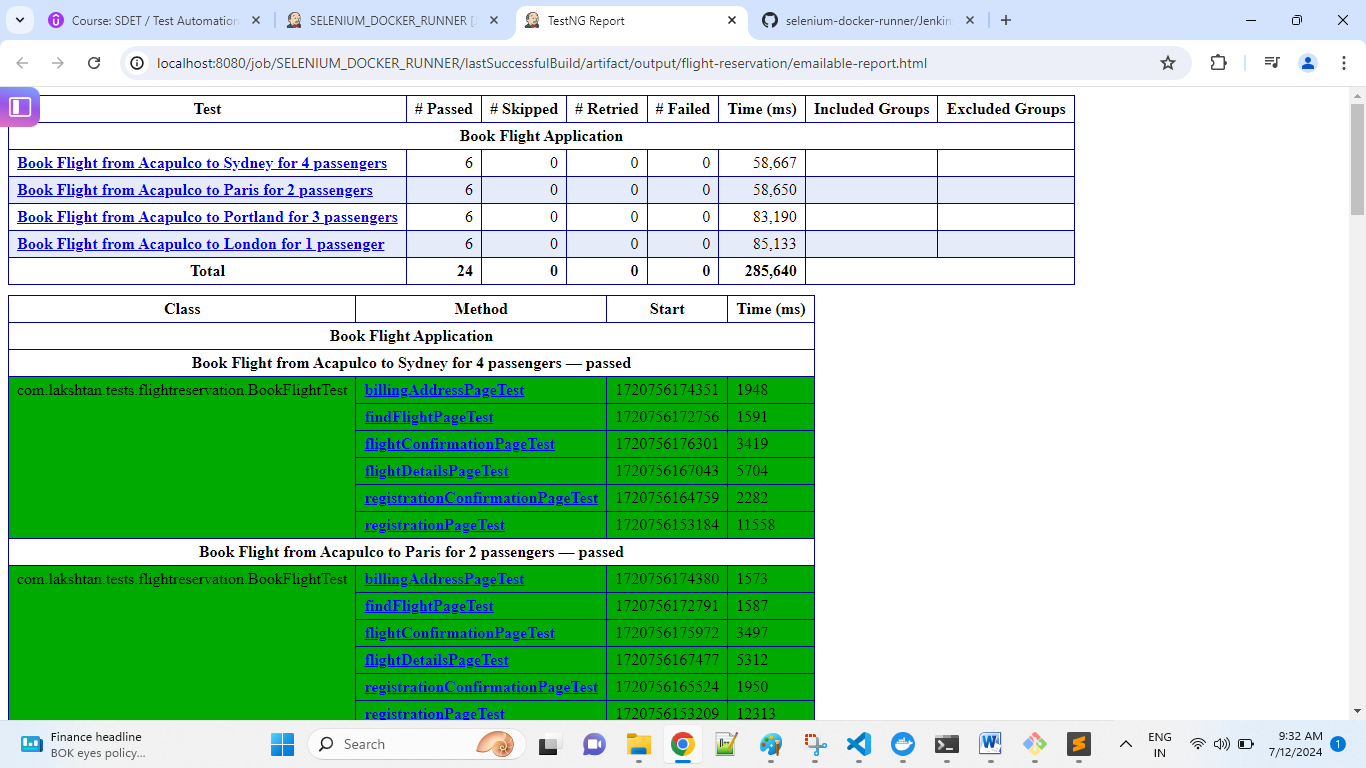 Course: SDET / Test Automation
SELENIUM_DOCKER_RUNNER [
TestNG Report
selenium-docker-runner/Jenkin
localhost:8080/job/SELENIUM_DOCKER_RUNNER/lastSuccessfulBuild/artifact/output/flight-reservation/emailable-report.html
Test # Passed # Skipped # Retried # Failed Time (ms) Included Groups Excluded Groups
Book Flight Application
Book Flight from Acapulco to Sydney for 4 passengers 6 0 0 0 58,667
Book Flight from Acapulco to Paris for 2 passengers 6 0 0 0 58,650
Book Flight from Acapulco to Portland for 3 passengers 6 0 0 0 83,190
Book Flight from Acapulco to London for 1 passenger 6 0 0 0 85,133
Total 24 0 0 0 285,640
Class Method Start Time (ms)
Book Flight Application
Book Flight from Acapulco to Sydney for 4 passengers — passed
com.lakshtan.tests.flightreservation.BookFlightTest billingAddressPageTest 1720756174351 1948
findFlightPageTest 1720756172756 1591
flightConfirmationPageTest 1720756176301 3419
flightDetailsPageTest 1720756167043 5704
registrationConfirmationPageTest 1720756164759 2282
registrationPageTest 1720756153184 11558
Book Flight from Acapulco to Paris for 2 passengers — passed
com.lakshtan.tests.flightreservation.BookFlightTest billingAddressPageTest 1720756174380 1573
findFlightPageTest 1720756172791 1587
flightConfirmationPageTest 1720756175972 3497
flightDetailsPageTest 1720756167477 5312
registrationConfirmationPageTest 1720756165524 1950
registrationPageTest 1720756153209 12313
Finance headline
BOK eyes policy...
Search
ENG
IN
9:32 AM
7/12/2024
1